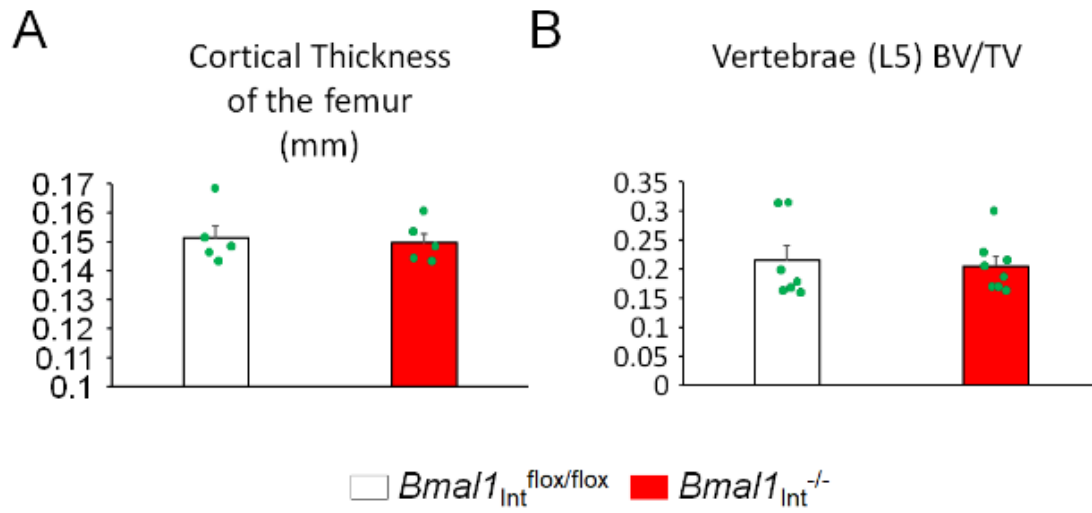 A
Cortical Thickness
of the femur
(mm)
0.17
0.16
0.15
0.14
0.13
0.12
0.11
0.1
B
Vertebrae (L5) BV/TV
0.35
0.3
0.25
0.2
0.15
0.1
0.05
0
Bmal1Int flox/flox
Bmal1Int -/-